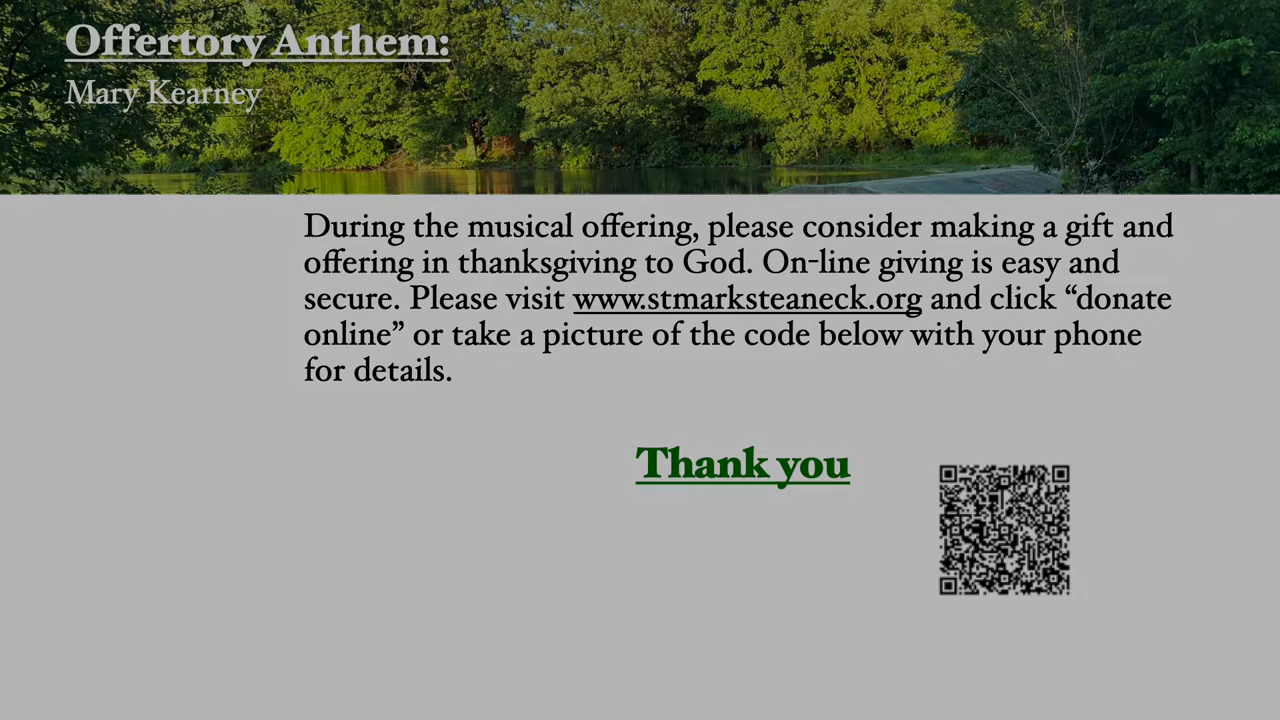 Offertory Anthem:
Mary Kearney
During the musical offering, please consider making a gift and
offering in thanksgiving to God. On-line giving is easy and
secure. Please visit www.stmarksteaneck.org and click “donate
online” or take a picture of the code below with your phone
for details.
Thank you